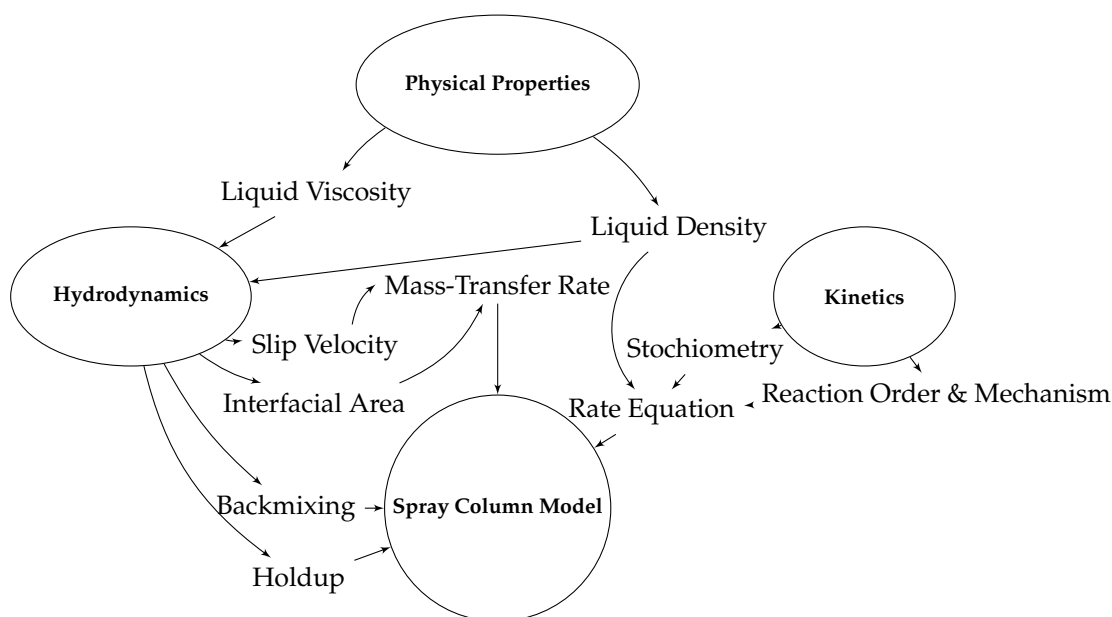 Physical Properties
Liquid Viscosity
Liquid Density
Hydrodynamics
Mass-Transfer Rate
Kinetics
Slip Velocity
Stochiometry
Interfacial Area
Rate Equation
Reaction Order & Mechanism
Backmixing
Spray Column Model
Holdup